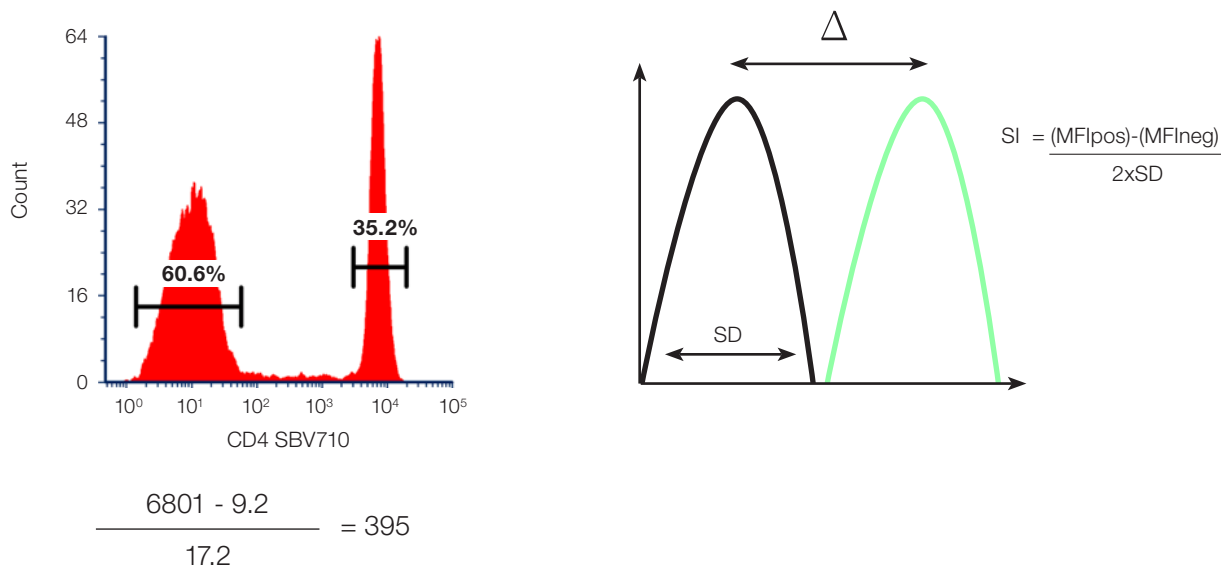 64
48
32
16
0
Count
60.6%
35.2%
10⁰ 10¹ 10² 10³ 10⁴ 10⁵
CD4 SBV710
6801 - 9.2
= 395
17.2
Δ
SD
SI = (MFIpos)-(MFIneg)
2xSD